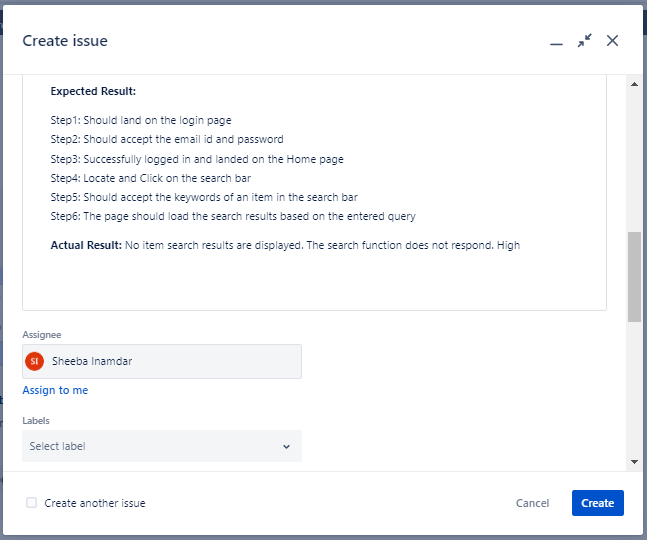 Create issue
Expected Result:
Step1: Should land on the login page
Step2: Should accept the email id and password
Step3: Successfully logged in and landed on the Home page
Step4: Locate and Click on the search bar
Step5: Should accept the keywords of an item in the search bar
Step6: The page should load the search results based on the entered query
Actual Result: No item search results are displayed. The search function does not respond. High
Assignee
SI Sheeba Inamdar
Assign to me
Labels
Select label
Create another issue
Cancel
Create